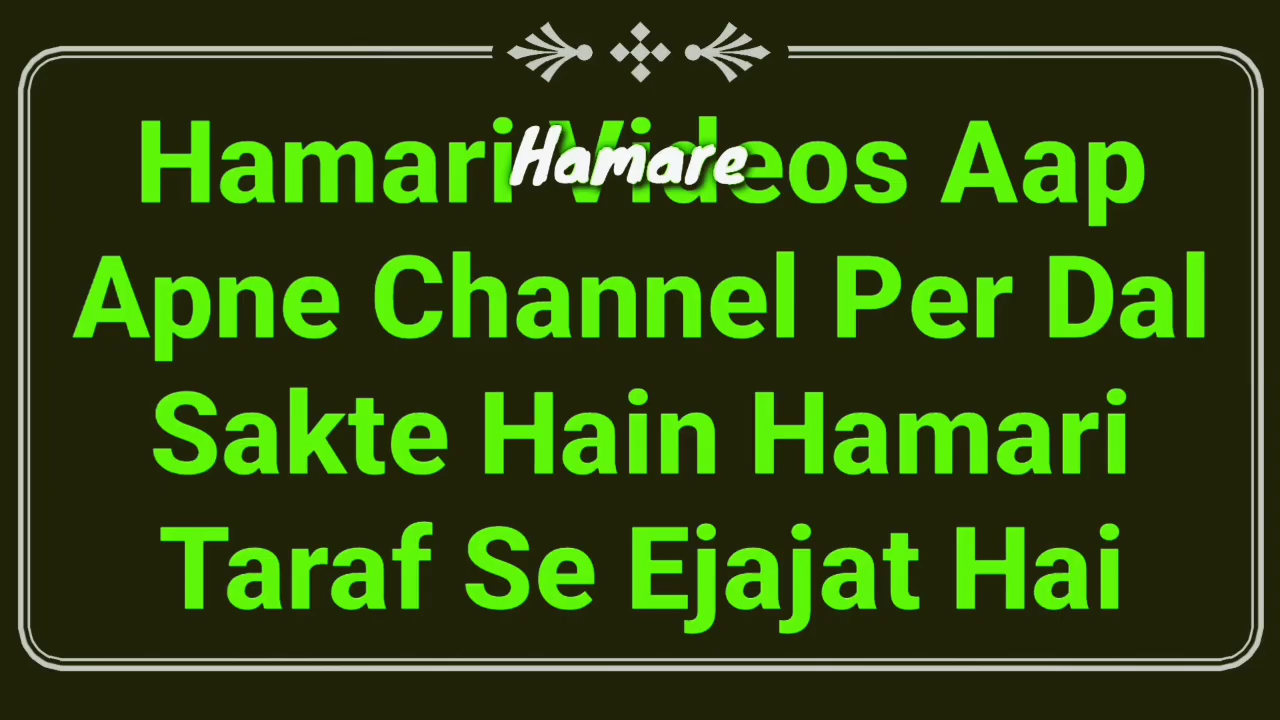 Hamari Videos Aap
Hamare
Apne Channel Per Dal
Sakte Hain Hamari
Taraf Se Ejajat Hai